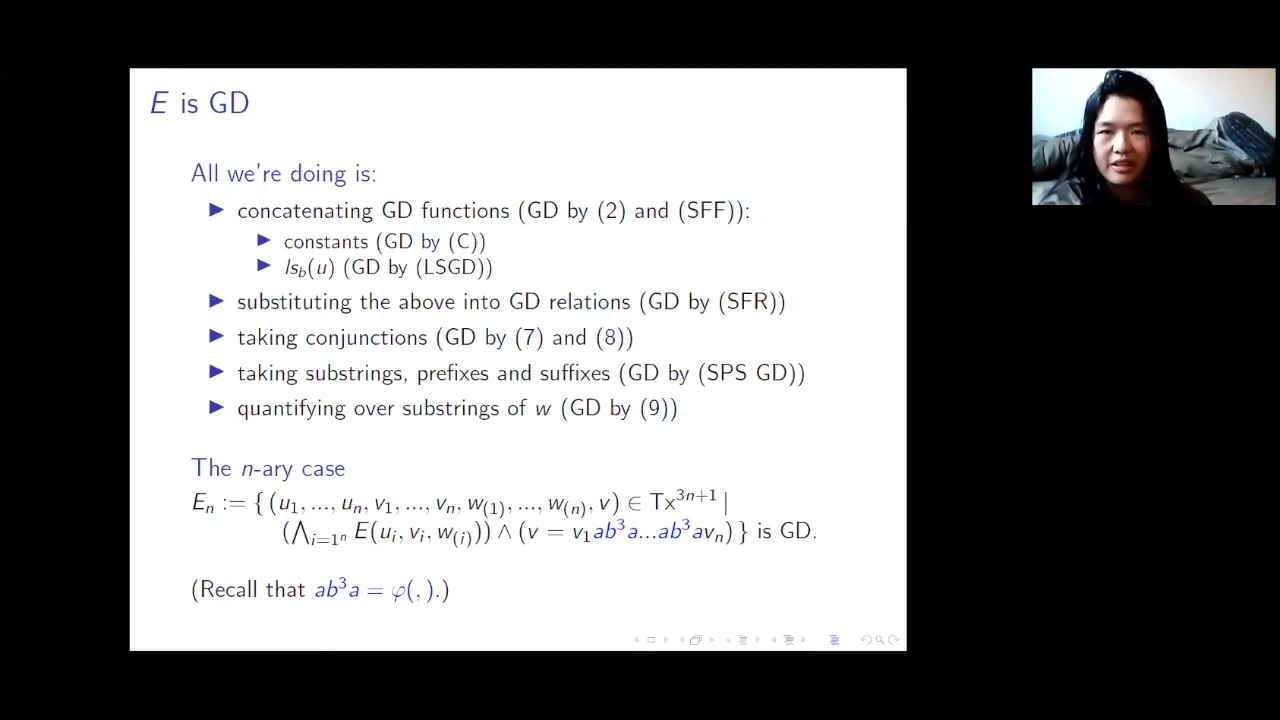 E is GD
All we're doing is:
▶ concatenating GD functions (GD by (2) and (SFF)):
▶ constants (GD by (C))
▶ ls_b(u) (GD by (LSGD))
▶ substituting the above into GD relations (GD by (SFR))
▶ taking conjunctions (GD by (7) and (8))
▶ taking substrings, prefixes and suffixes (GD by (SPS GD))
▶ quantifying over substrings of w (GD by (9))
The n-ary case
E_n := { (u_1, ..., u_n, v_1, ..., v_n, w_(1), ..., w_(n), v) ∈ Tx^{3n+1} |
(⋀_{i=1^n} E(u_i, v_i, w_(i))) ∧ (v = v_1ab^3a...ab^3av_n) } is GD.
(Recall that ab^3a = φ(, ).)